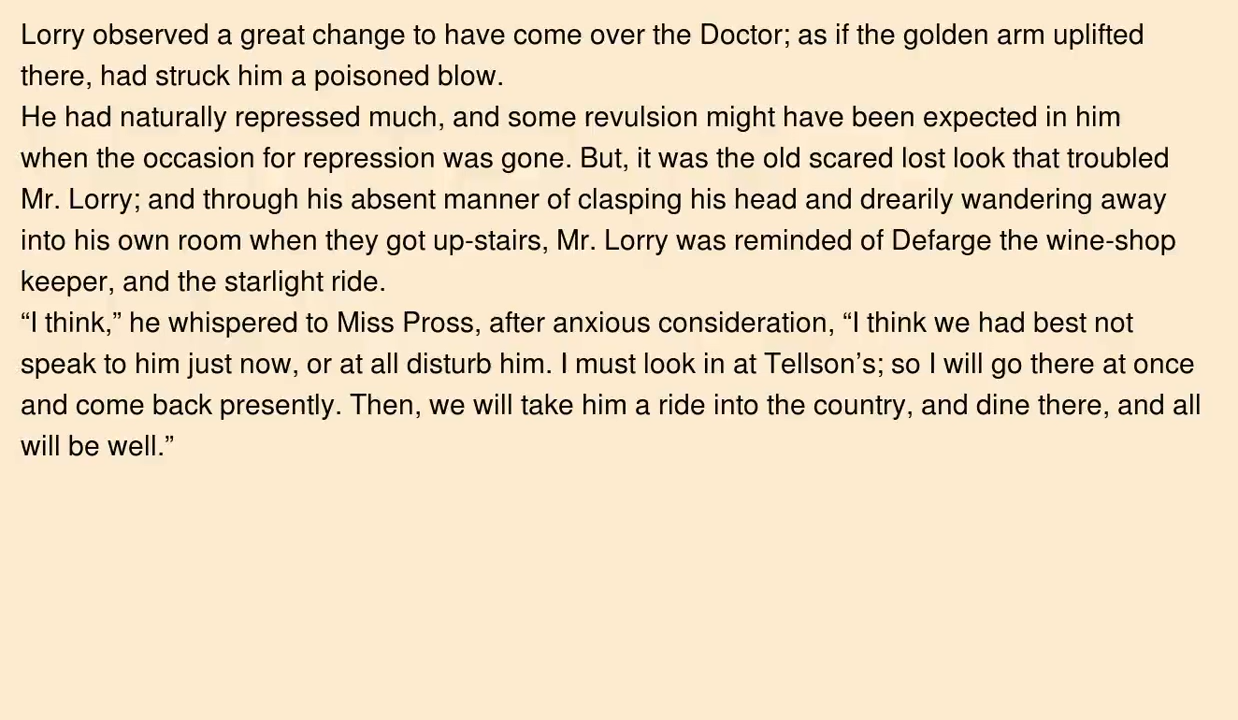 Lorry observed a great change to have come over the Doctor; as if the golden arm uplifted
there, had struck him a poisoned blow.
He had naturally repressed much, and some revulsion might have been expected in him
when the occasion for repression was gone. But, it was the old scared lost look that troubled
Mr. Lorry; and through his absent manner of clasping his head and drearily wandering away
into his own room when they got up-stairs, Mr. Lorry was reminded of Defarge the wine-shop
keeper, and the starlight ride.
“I think,” he whispered to Miss Pross, after anxious consideration, “I think we had best not
speak to him just now, or at all disturb him. I must look in at Tellson’s; so I will go there at once
and come back presently. Then, we will take him a ride into the country, and dine there, and all
will be well.”